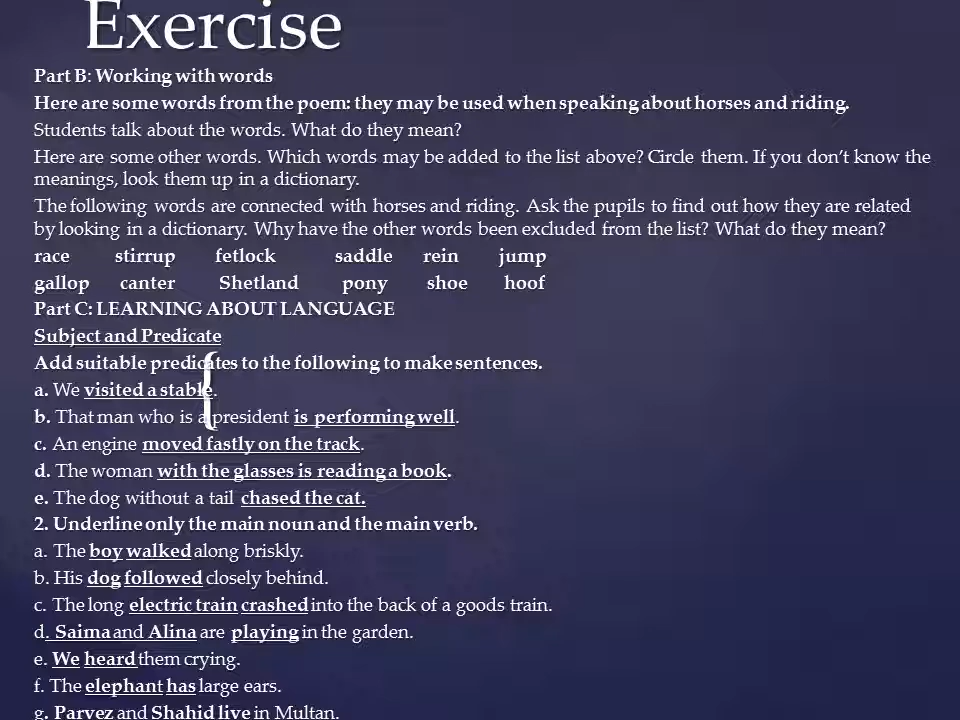 Exercise
Part B: Working with words
Here are some words from the poem: they may be used when speaking about horses and riding.
Students talk about the words. What do they mean?
Here are some other words. Which words may be added to the list above? Circle them. If you don’t know the
meanings, look them up in a dictionary.
The following words are connected with horses and riding. Ask the pupils to find out how they are related
by looking in a dictionary. Why have the other words been excluded from the list? What do they mean?
race stirrup fetlock saddle rein jump
gallop canter Shetland pony shoe hoof
Part C: LEARNING ABOUT LANGUAGE
Subject and Predicate
Add suitable predicates to the following to make sentences.
a. We visited a stable.
b. That man who is a president is performing well.
c. An engine moved fastly on the track.
d. The woman with the glasses is reading a book.
e. The dog without a tail chased the cat.
2. Underline only the main noun and the main verb.
a. The boy walked along briskly.
b. His dog followed closely behind.
c. The long electric train crashed into the back of a goods train.
d. Saima and Alina are playing in the garden.
e. We heard them crying.
f. The elephant has large ears.
g. Parvez and Shahid live in Multan.